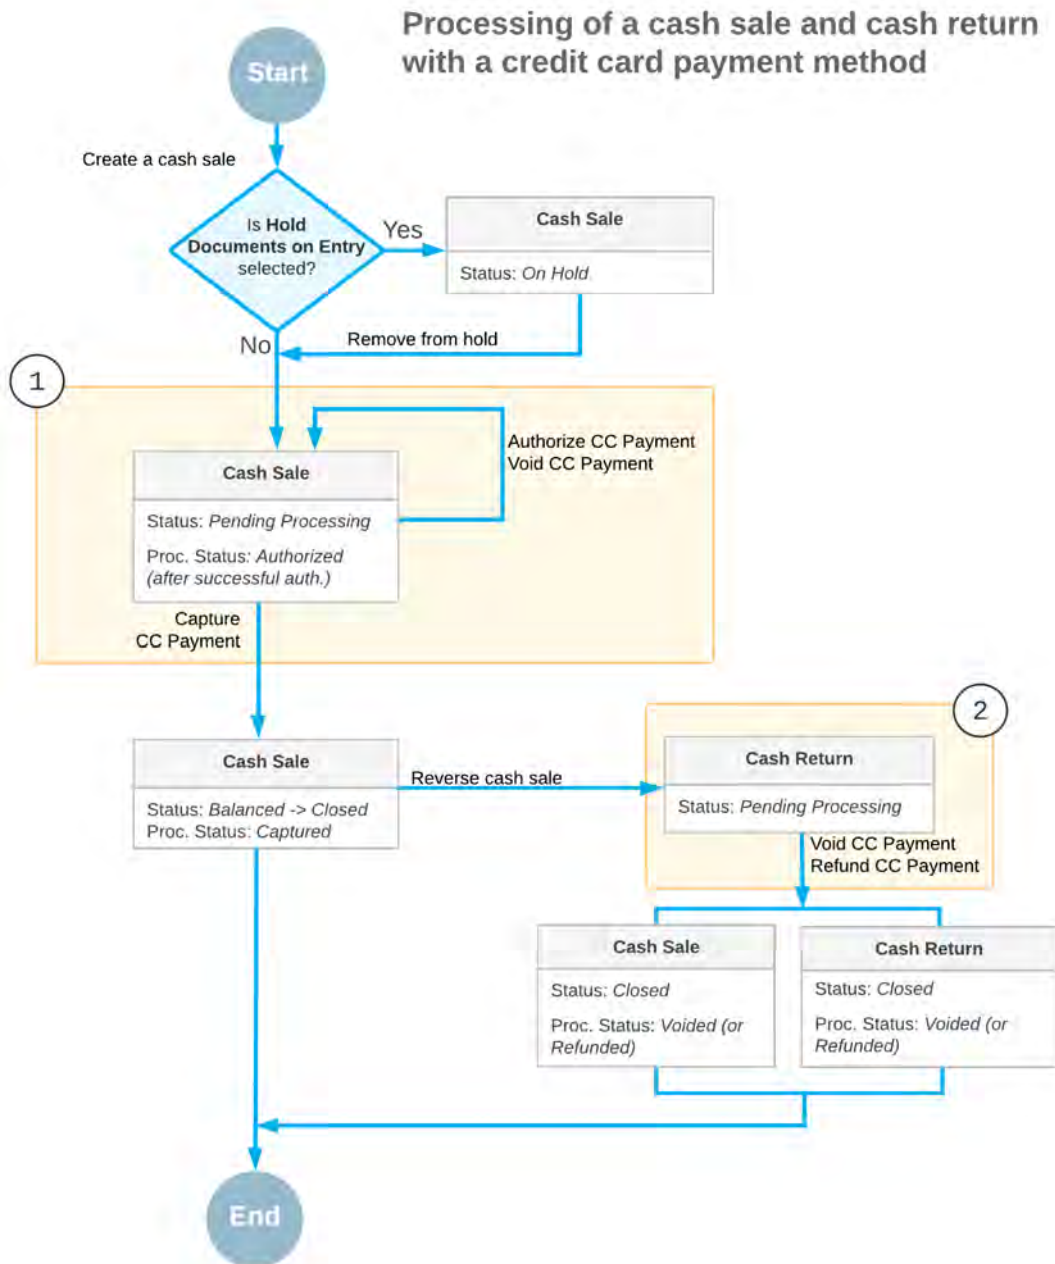 Processing of a cash sale and cash return
with a credit card payment method
Start
Create a cash sale
Is Hold
Documents on Entry
selected?
Yes
Cash Sale
Status: On Hold
No
Remove from hold
1
Authorize CC Payment
Void CC Payment
Cash Sale
Status: Pending Processing
Proc. Status: Authorized
(after successful auth.)
Capture
CC Payment
2
Cash Sale
Status: Balanced -> Closed
Proc. Status: Captured
Reverse cash sale
Cash Return
Status: Pending Processing
Void CC Payment
Refund CC Payment
Cash Sale
Status: Closed
Proc. Status: Voided (or
Refunded)
Cash Return
Status: Closed
Proc. Status: Voided (or
Refunded)
End